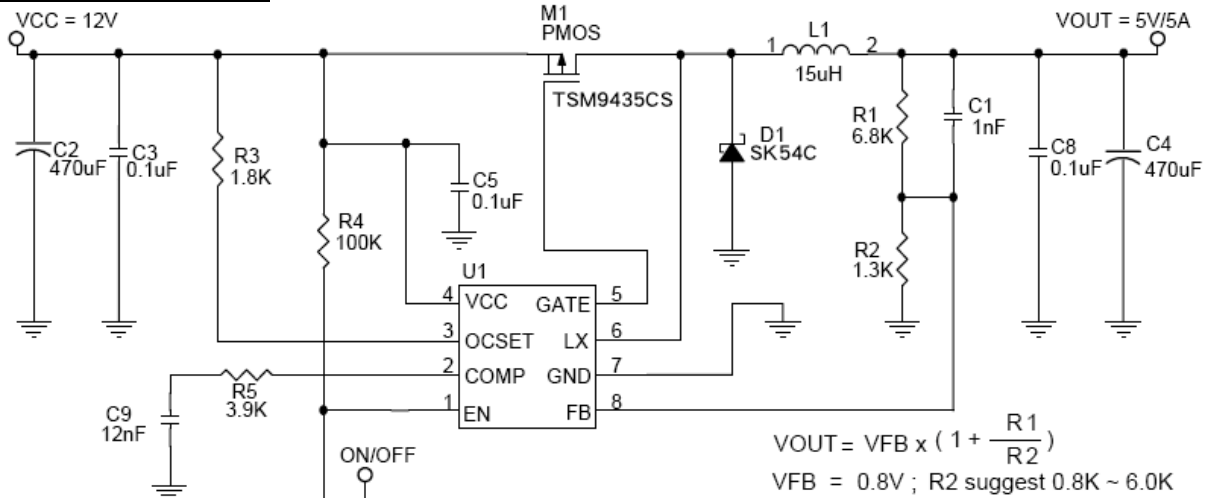 VCC = 12V
M1
PMOS
TSM9435CS
1
L1
2
15uH
VOUT = 5V/5A
C2
470uF
C3
0.1uF
R3
1.8K
R4
100K
C5
0.1uF
D1
SK54C
R1
6.8K
C1
1nF
R2
1.3K
C8
0.1uF
C4
470uF
U1
4 VCC GATE 5
3 OCSET LX 6
2 COMP GND 7
1 EN FB 8
R5
3.9K
C9
12nF
ON/OFF
VOUT = VFB x ( 1 + R1
R2 )
VFB = 0.8V ; R2 suggest 0.8K ~ 6.0K